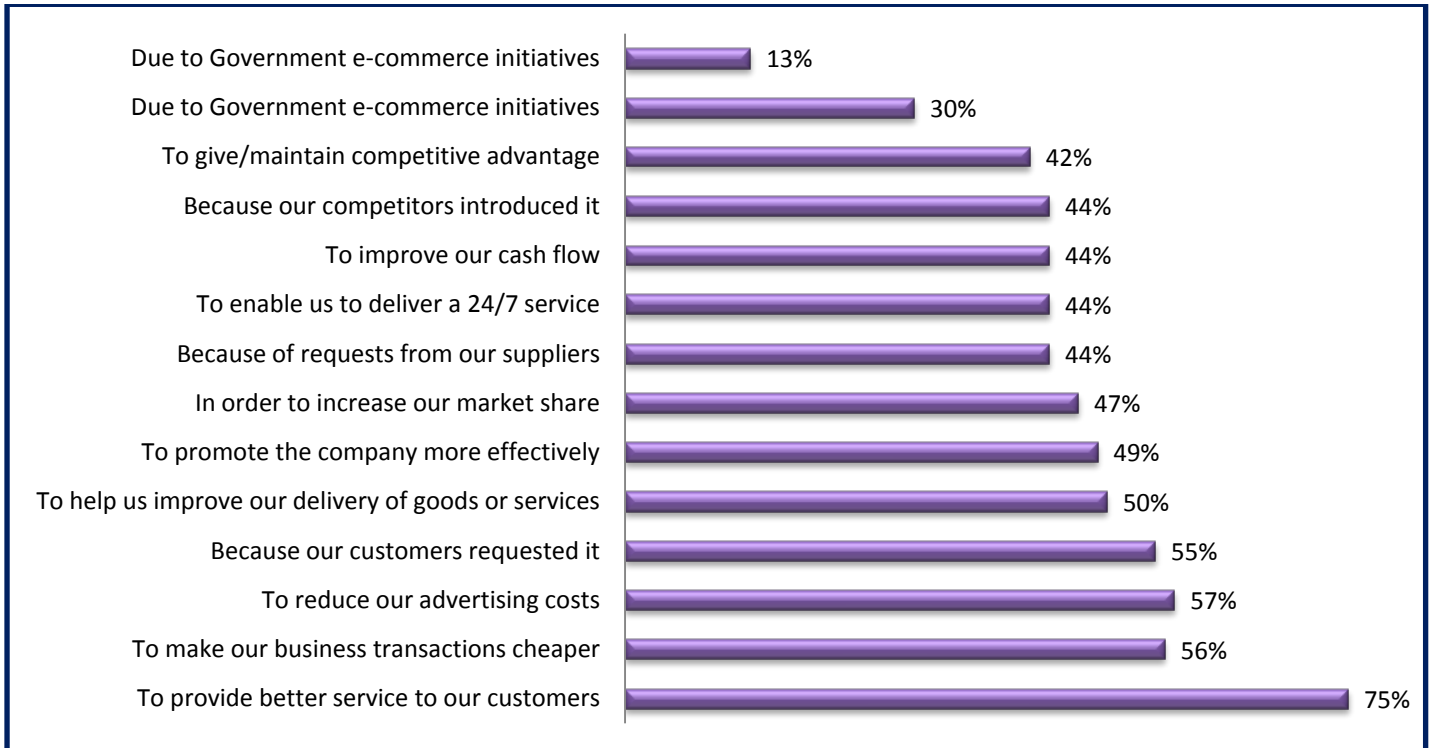 Due to Government e-commerce initiatives 13%
Due to Government e-commerce initiatives 30%
To give/maintain competitive advantage 42%
Because our competitors introduced it 44%
To improve our cash flow 44%
To enable us to deliver a 24/7 service 44%
Because of requests from our suppliers 44%
In order to increase our market share 47%
To promote the company more effectively 49%
To help us improve our delivery of goods or services 50%
Because our customers requested it 55%
To reduce our advertising costs 57%
To make our business transactions cheaper 56%
To provide better service to our customers 75%